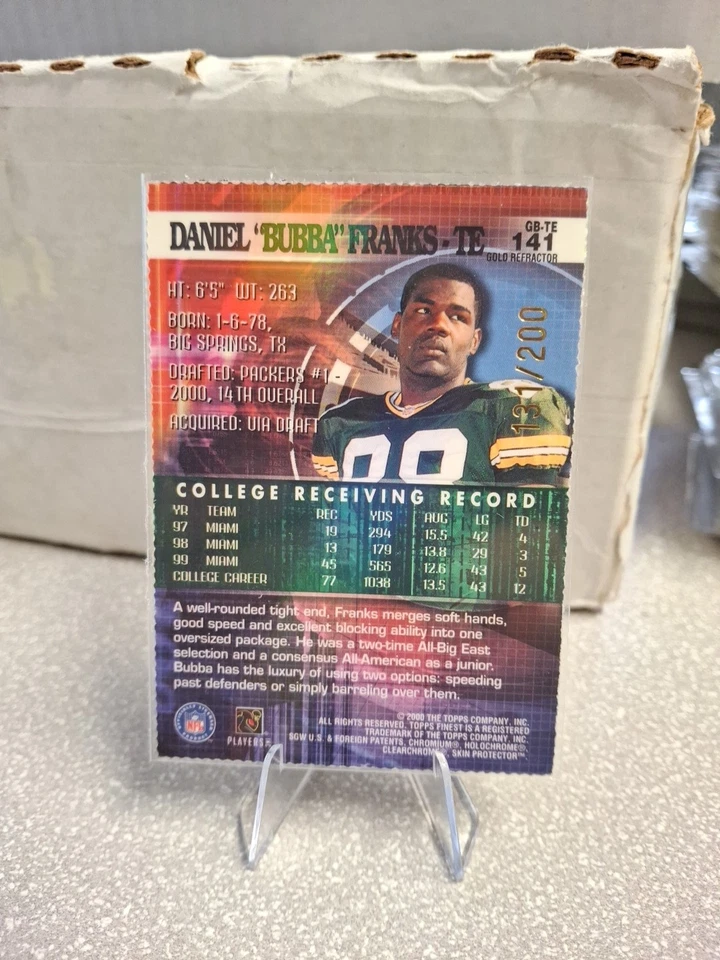 DANIEL "BUBBA" FRANKS - TE
GB-TE
141
GOLD REFRACTOR
HT: 6'5" WT: 263
BORN: 1-6-78,
BIG SPRINGS, TX
DRAFTED: PACKERS #1 -
2000, 14TH OVERALL
ACQUIRED: VIA DRAFT
131/200
88
COLLEGE RECEIVING RECORD
YR TEAM REC YDS AVG LG TD
97 MIAMI 19 294 15.5 42 4
98 MIAMI 13 179 13.8 29 3
99 MIAMI 45 565 12.6 43 5
COLLEGE CAREER 77 1038 13.5 43 12
A well-rounded tight end, Franks merges soft hands,
good speed and excellent blocking ability into one
oversized package. He was a two-time All-Big East
selection and a consensus All-American as a junior.
Bubba has the luxury of using two options: speeding
past defenders or simply barreling over them.
NFL
PLAYERS INC
© 2000 THE TOPPS COMPANY, INC.
ALL RIGHTS RESERVED. TOPPS FINEST IS A REGISTERED
TRADEMARK OF THE TOPPS COMPANY, INC.
SGW U.S. & FOREIGN PATENTS, CHROMIUM®, HOLOCHROME®,
CLEARCHROME®, SKIN PROTECTOR™